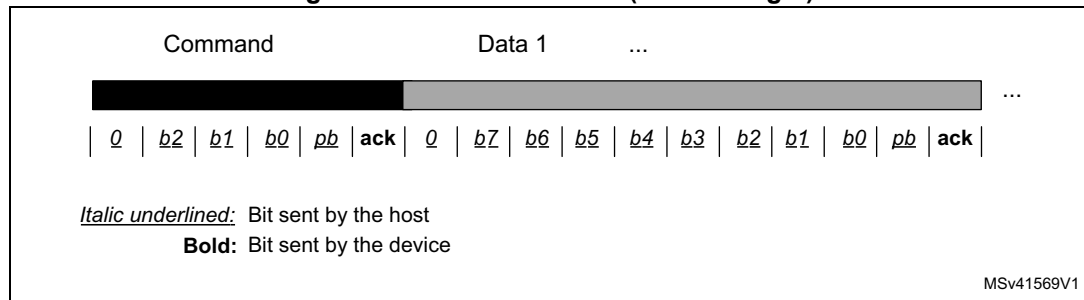 Command Data 1 ...
...
0 b2 b1 b0 pb ack 0 b7 b6 b5 b4 b3 b2 b1 b0 pb ack
Italic underlined: Bit sent by the host
Bold: Bit sent by the device
MSv41569V1